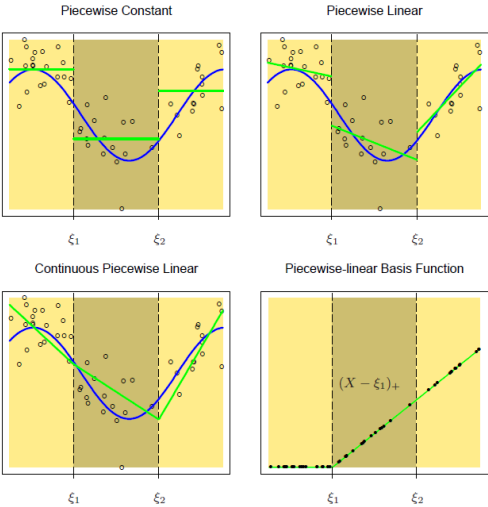 Piecewise Constant
Piecewise Linear
ξ₁
ξ₂
ξ₁
ξ₂
Continuous Piecewise Linear
Piecewise-linear Basis Function
(X − ξ₁)₊
ξ₁
ξ₂
ξ₁
ξ₂